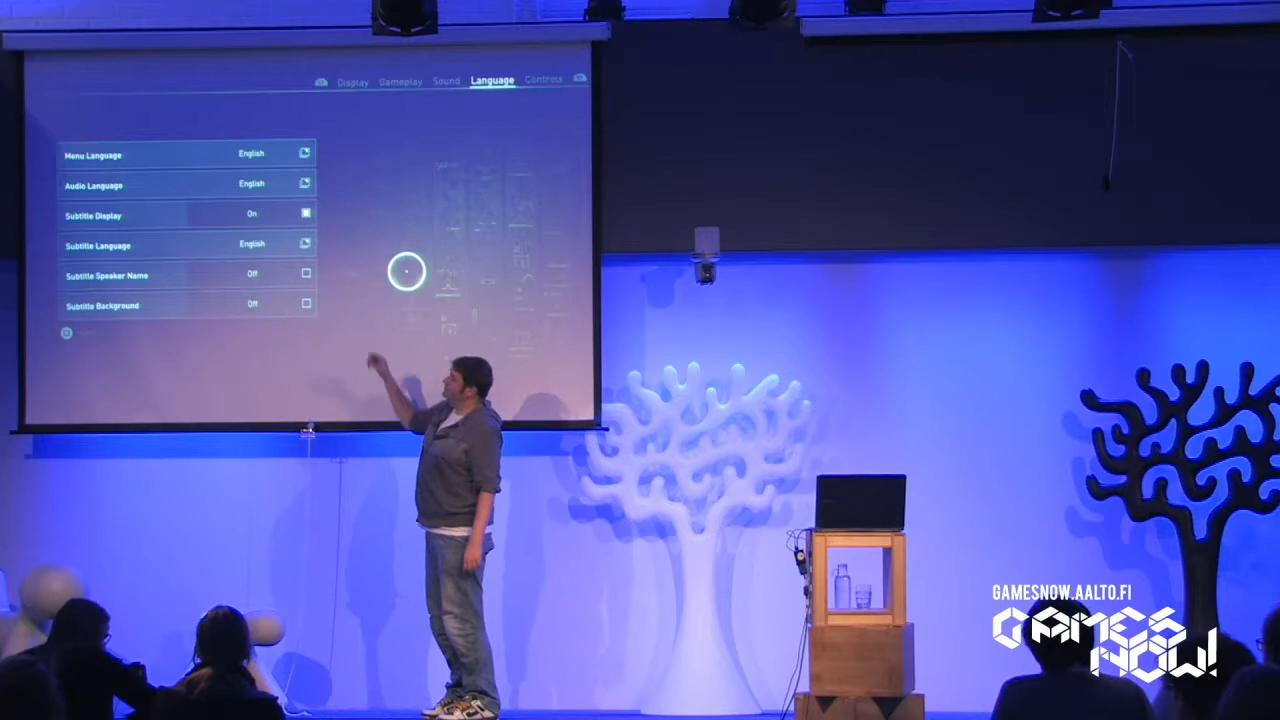 Display Gameplay Sound Language Controls
Menu Language English
Audio Language English
Subtitle Display On
Subtitle Language English
Subtitle Speaker Name Off
Subtitle Background Off
GAMESNOW.AALTO.FI
GAMES
NOW!